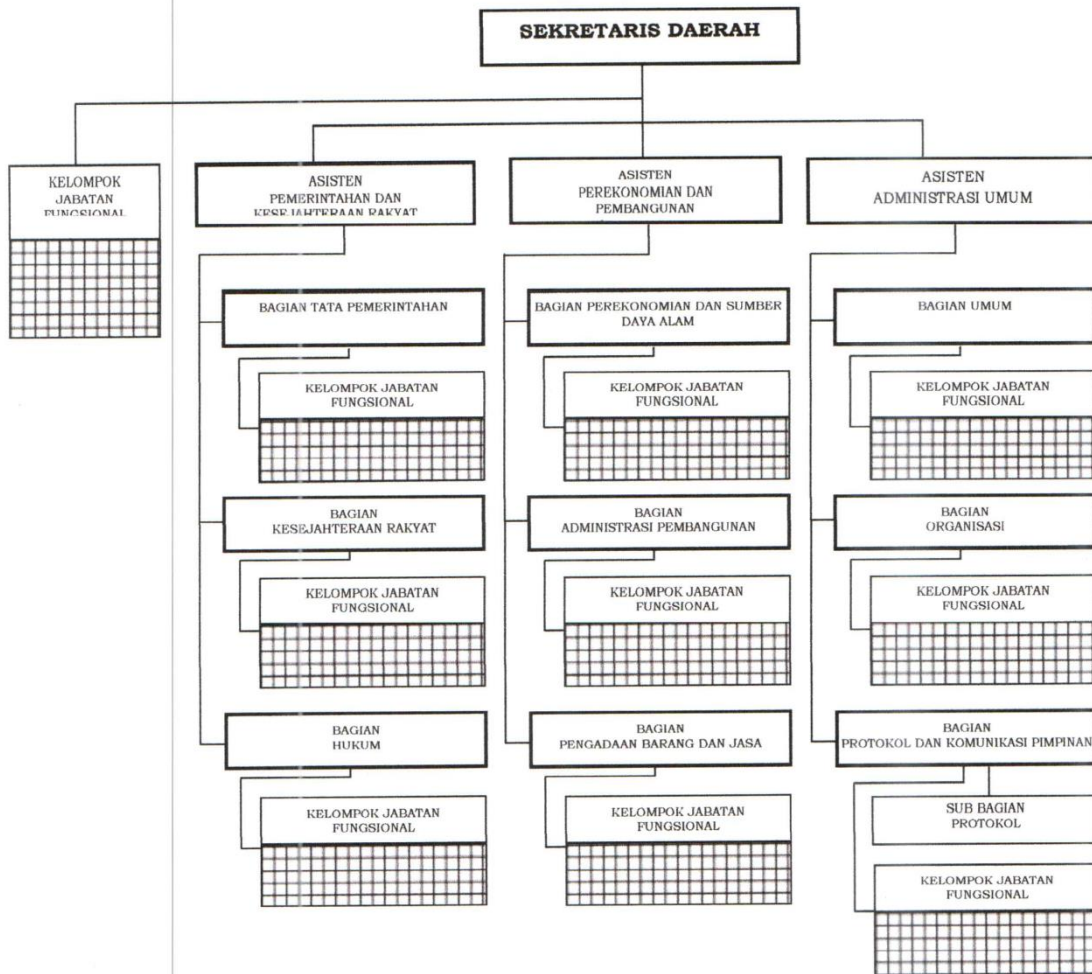 SEKRETARIS DAERAH
KELOMPOK
JABATAN
FUNGSIONAL
ASISTEN
PEMERINTAHAN DAN
KESEJAHTERAAN RAKYAT
ASISTEN
PEREKONOMIAN DAN
PEMBANGUNAN
ASISTEN
ADMINISTRASI UMUM
BAGIAN TATA PEMERINTAHAN
BAGIAN PEREKONOMIAN DAN SUMBER
DAYA ALAM
BAGIAN UMUM
KELOMPOK JABATAN
FUNGSIONAL
KELOMPOK JABATAN
FUNGSIONAL
KELOMPOK JABATAN
FUNGSIONAL
BAGIAN
KESEJAHTERAAN RAKYAT
BAGIAN
ADMINISTRASI PEMBANGUNAN
BAGIAN
ORGANISASI
KELOMPOK JABATAN
FUNGSIONAL
KELOMPOK JABATAN
FUNGSIONAL
KELOMPOK JABATAN
FUNGSIONAL
BAGIAN
HUKUM
BAGIAN
PENGADAAN BARANG DAN JASA
BAGIAN
PROTOKOL DAN KOMUNIKASI PIMPINAN
KELOMPOK JABATAN
FUNGSIONAL
KELOMPOK JABATAN
FUNGSIONAL
SUB BAGIAN
PROTOKOL
KELOMPOK JABATAN
FUNGSIONAL